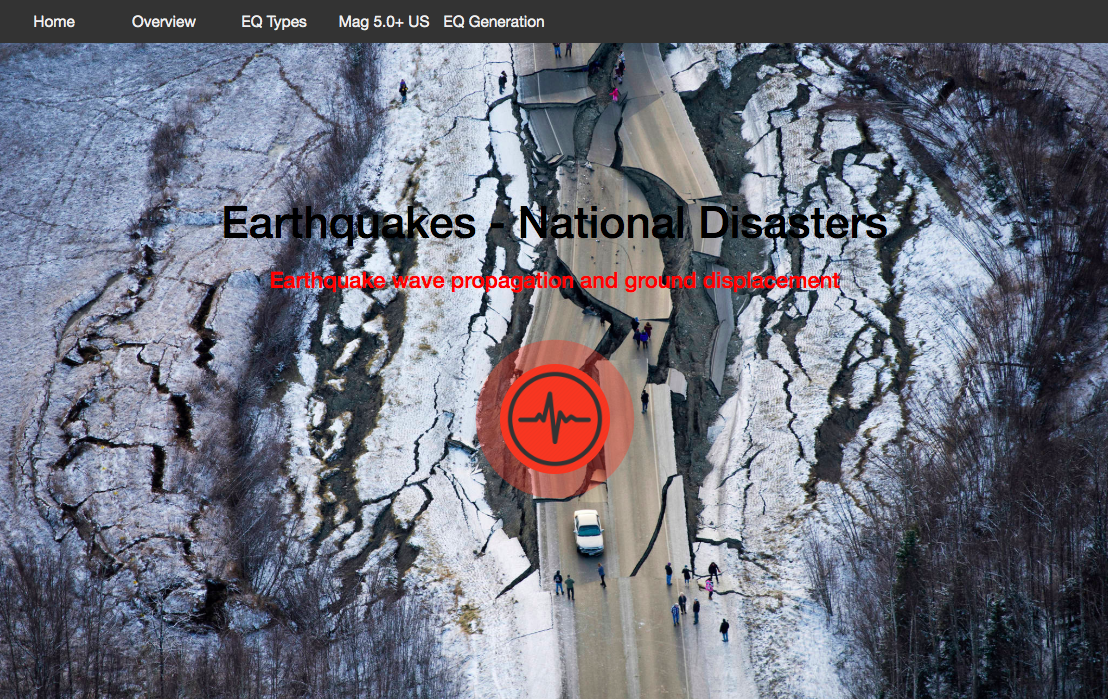 Home Overview EQ Types Mag 5.0+ US EQ Generation
Earthquakes - National Disasters
Earthquake wave propagation and ground displacement